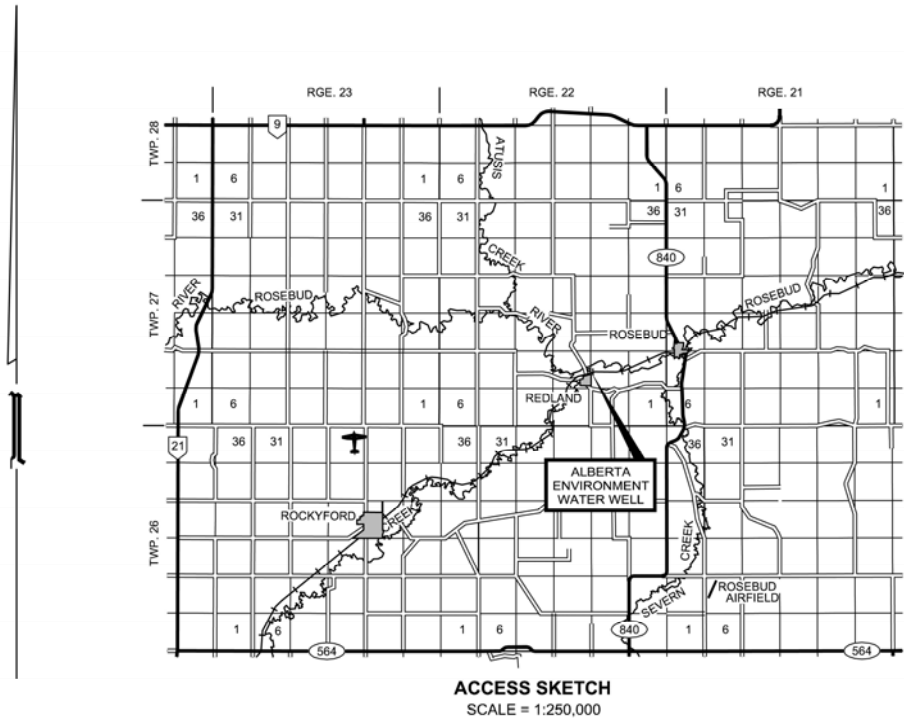 RGE. 23 RGE. 22 RGE. 21
TWP. 28
9
ATUSIS
1 6 1 6 1 6 1
36 31 36 31 36 31 36
CREEK
840
TWP. 27
RIVER
ROSEBUD
ROSEBUD
RIVER
ROSEBUD
REDLAND
1 6 1 6 1 6 1
21
36 31 36 31 36 31
ALBERTA
ENVIRONMENT
WATER WELL
TWP. 26
ROCKYFORD
CREEK
CREEK
SEVERN
ROSEBUD
AIRFIELD
1 6 1 6 1 6
564 840 564
ACCESS SKETCH
SCALE = 1:250,000